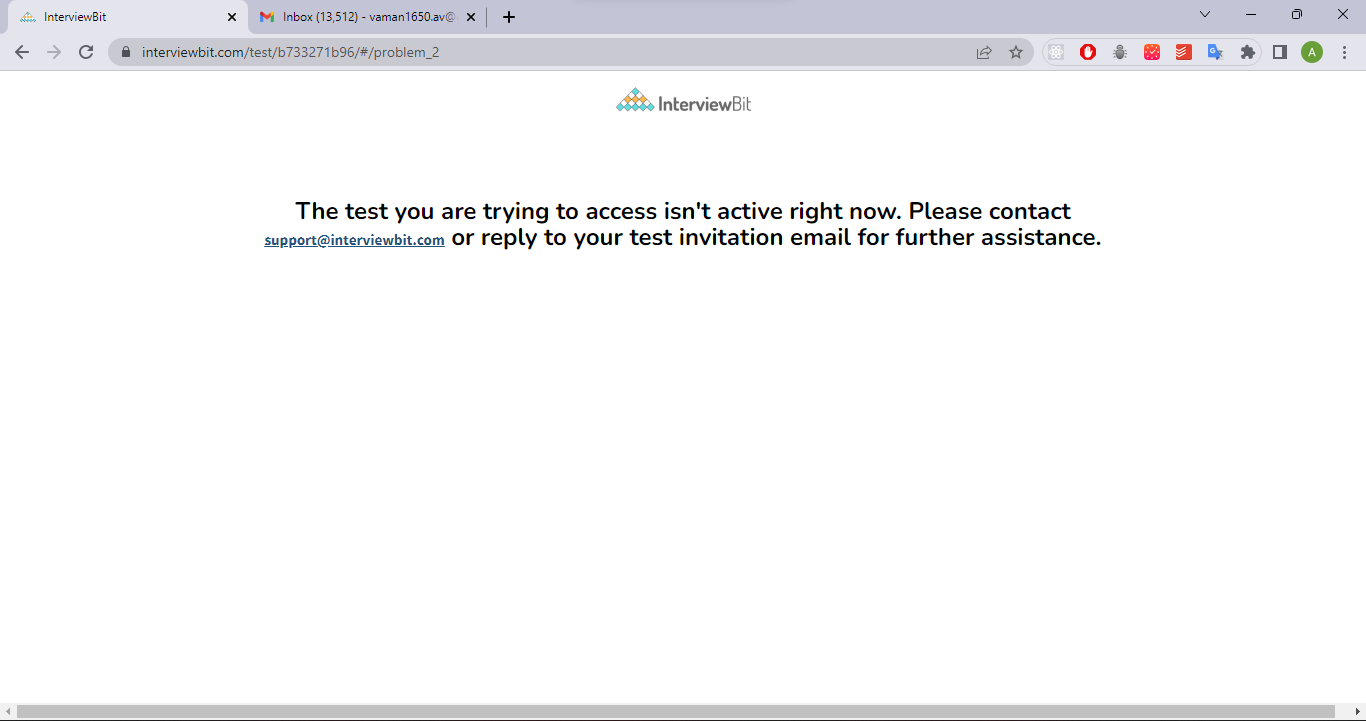 InterviewBit
Inbox (13,512) - vaman1650.av@
interviewbit.com/test/b733271b96/#/problem_2
A
InterviewBit
The test you are trying to access isn't active right now. Please contact
support@interviewbit.com or reply to your test invitation email for further assistance.